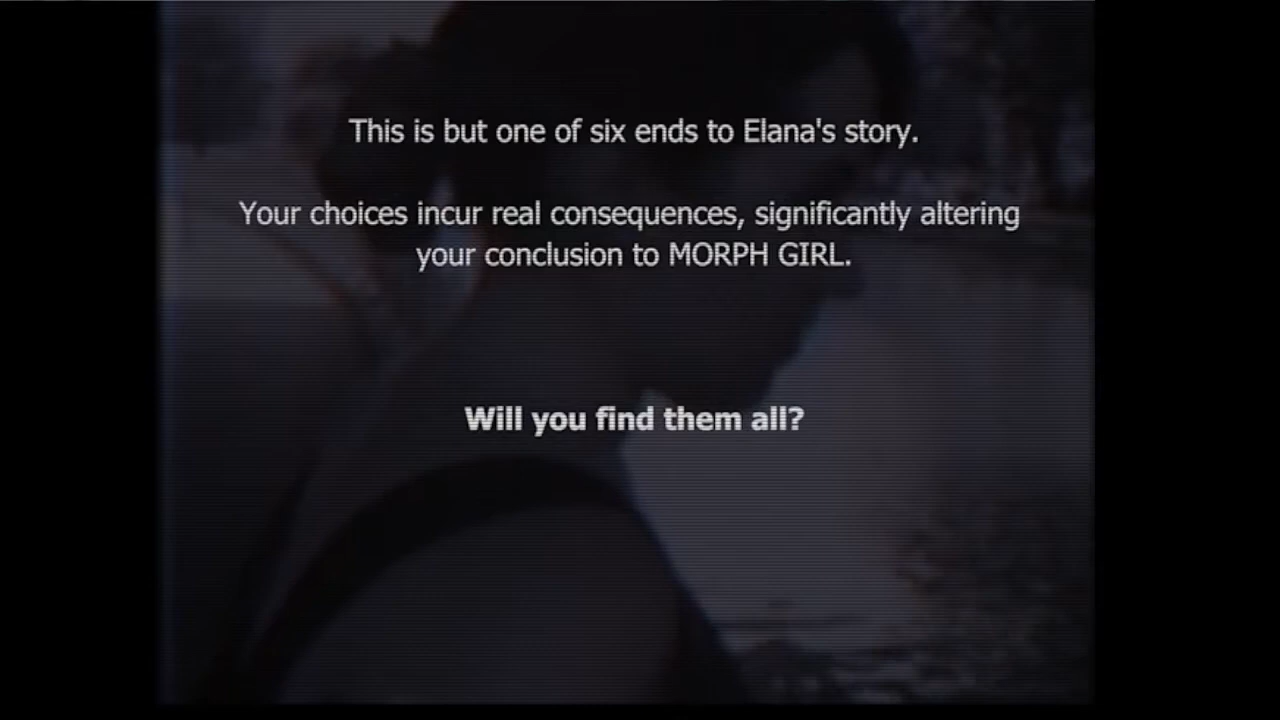 This is but one of six ends to Elana's story.
Your choices incur real consequences, significantly altering
your conclusion to MORPH GIRL.
Will you find them all?